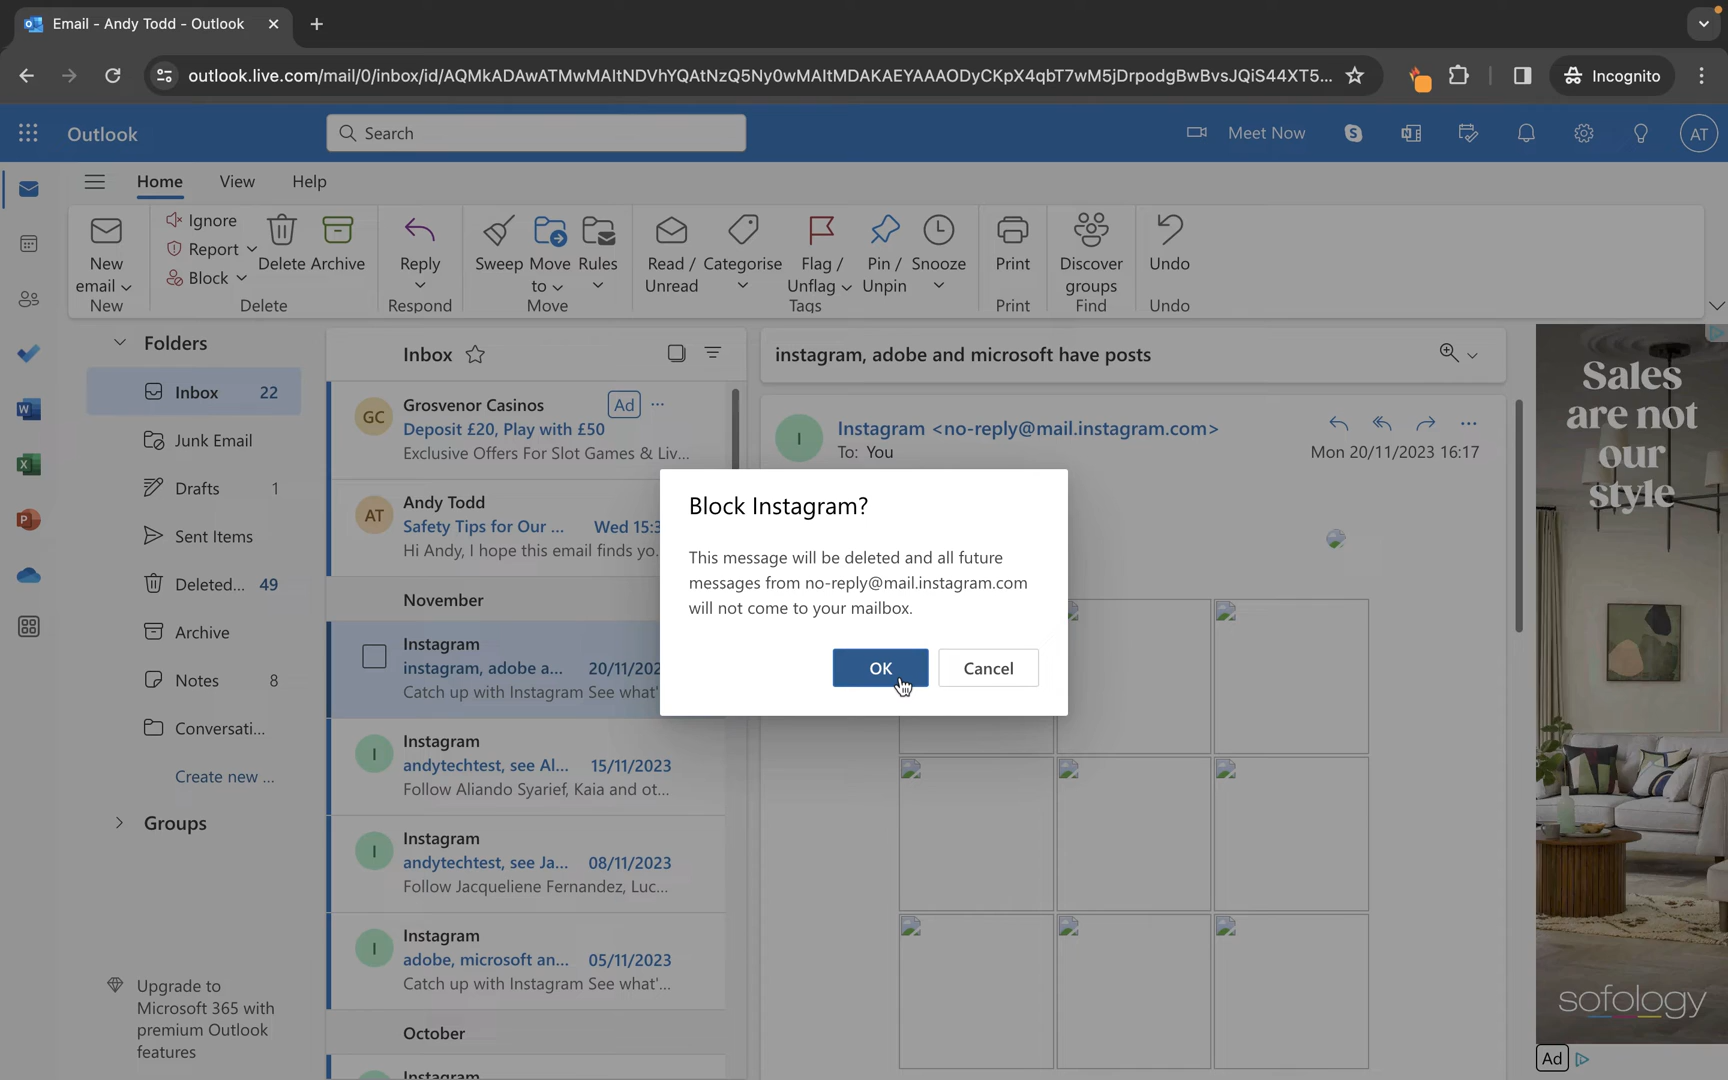 Email - Andy Todd - Outlook
outlook.live.com/mail/0/inbox/id/AQMkADAwATMwMAItNDVhYQAtNzQ5Ny0wMAItMDAKAEYAAAODyCKpX4qbT7wM5jDrpodgBwBvsJQiS44XT5...
Incognito
Outlook
Search
Meet Now
AT
Home View Help
New email
New
Ignore
Report
Block
Delete
Archive
Delete
Reply
Respond
Sweep
Move to
Rules
Move
Read / Unread
Categorise
Flag / Unflag
Pin / Unpin
Snooze
Tags
Print
Print
Discover groups
Find
Undo
Undo
Folders
Inbox 22
Junk Email
Drafts 1
Sent Items
Deleted... 49
Archive
Notes 8
Conversati...
Create new ...
Groups
Upgrade to
Microsoft 365 with
premium Outlook
features
Inbox
GC
Grosvenor Casinos Ad ...
Deposit £20, Play with £50
Exclusive Offers For Slot Games & Liv...
AT
Andy Todd
Safety Tips for Our ... Wed 15:3
Hi Andy, I hope this email finds yo.
November
Instagram
instagram, adobe a... 20/11/202
Catch up with Instagram See what'
I
Instagram
andytechtest, see Al... 15/11/2023
Follow Aliando Syarief, Kaia and ot...
I
Instagram
andytechtest, see Ja... 08/11/2023
Follow Jacqueliene Fernandez, Luc...
I
Instagram
adobe, microsoft an... 05/11/2023
Catch up with Instagram See what'...
October
Instagram
instagram, adobe and microsoft have posts
I
Instagram <no-reply@mail.instagram.com>
To: You
Mon 20/11/2023 16:17
Block Instagram?
This message will be deleted and all future
messages from no-reply@mail.instagram.com
will not come to your mailbox.
OK Cancel
Sales
are not
our
style
sofology
Ad